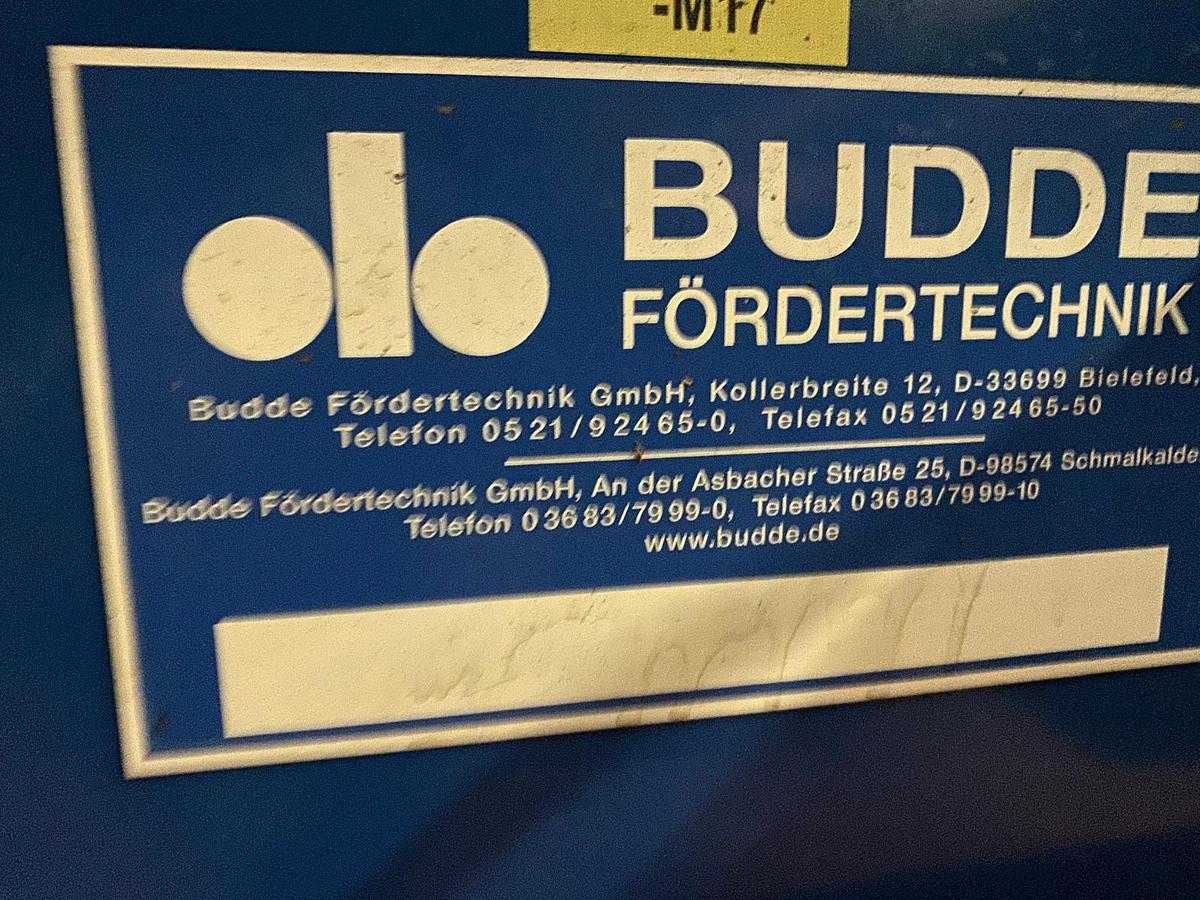 -M17
BUDDE
FÖRDERTECHNIK
Budde Fördertechnik GmbH, Kollerbreite 12, D-33699 Bielefeld,
Telefon 05 21 / 9 24 65-0, Telefax 05 21 / 9 24 65-50
Budde Fördertechnik GmbH, An der Asbacher Straße 25, D-98574 Schmalkalde
Telefon 0 36 83 / 79 99-0, Telefax 0 36 83 / 79 99-10
www.budde.de